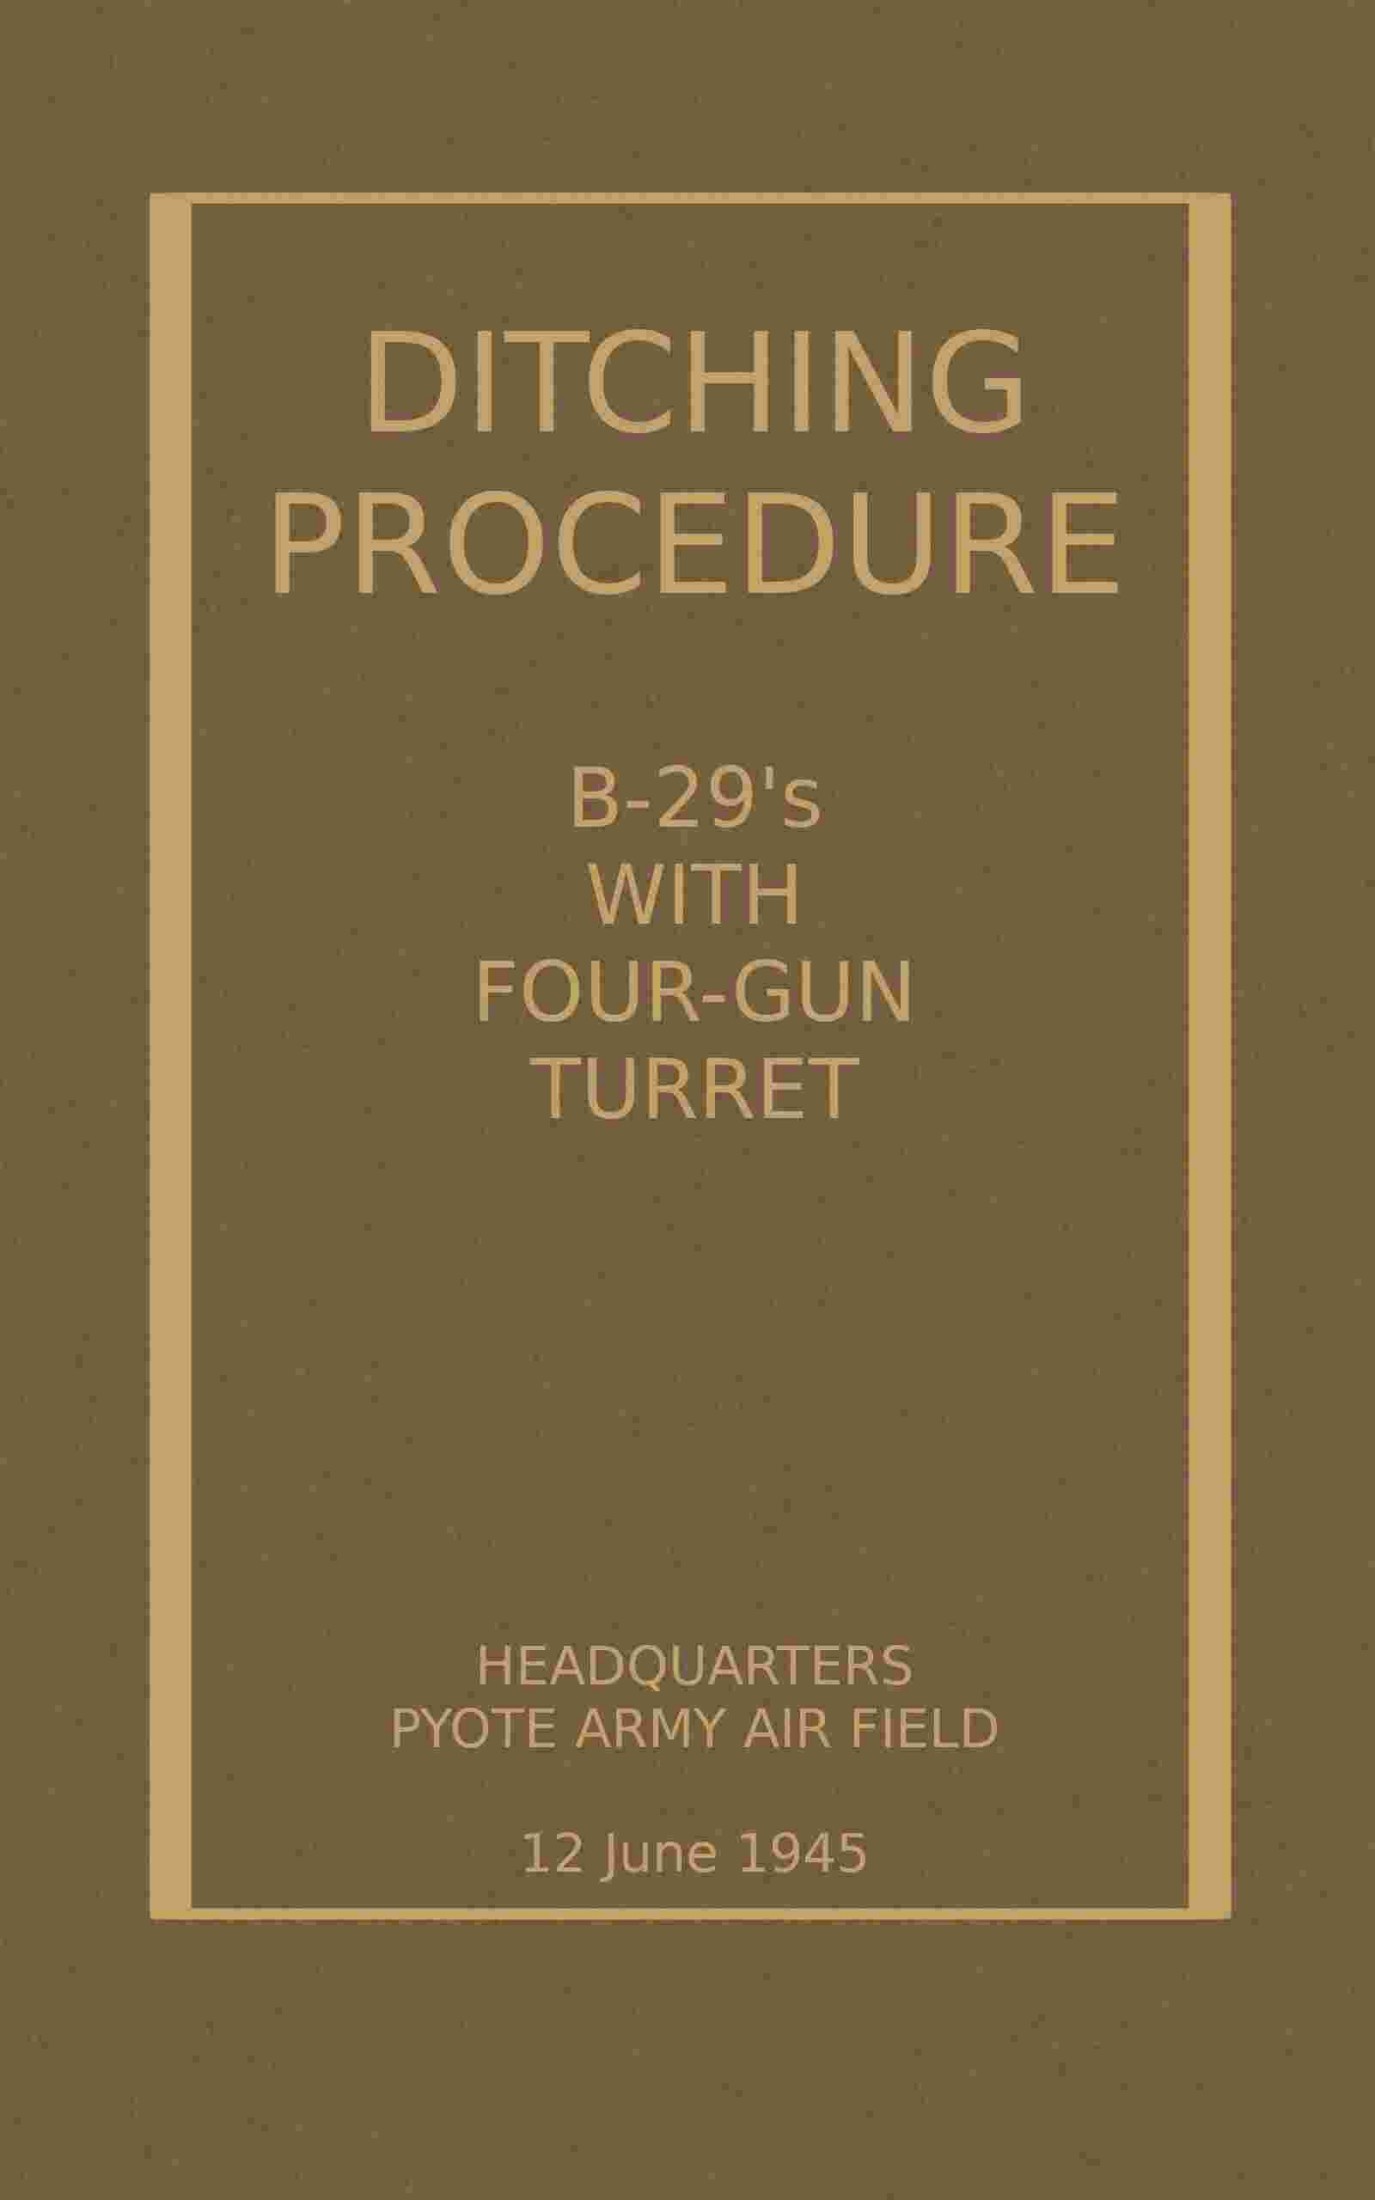 DITCHING
PROCEDURE
B-29's
WITH
FOUR-GUN
TURRET
HEADQUARTERS
PYOTE ARMY AIR FIELD
12 June 1945